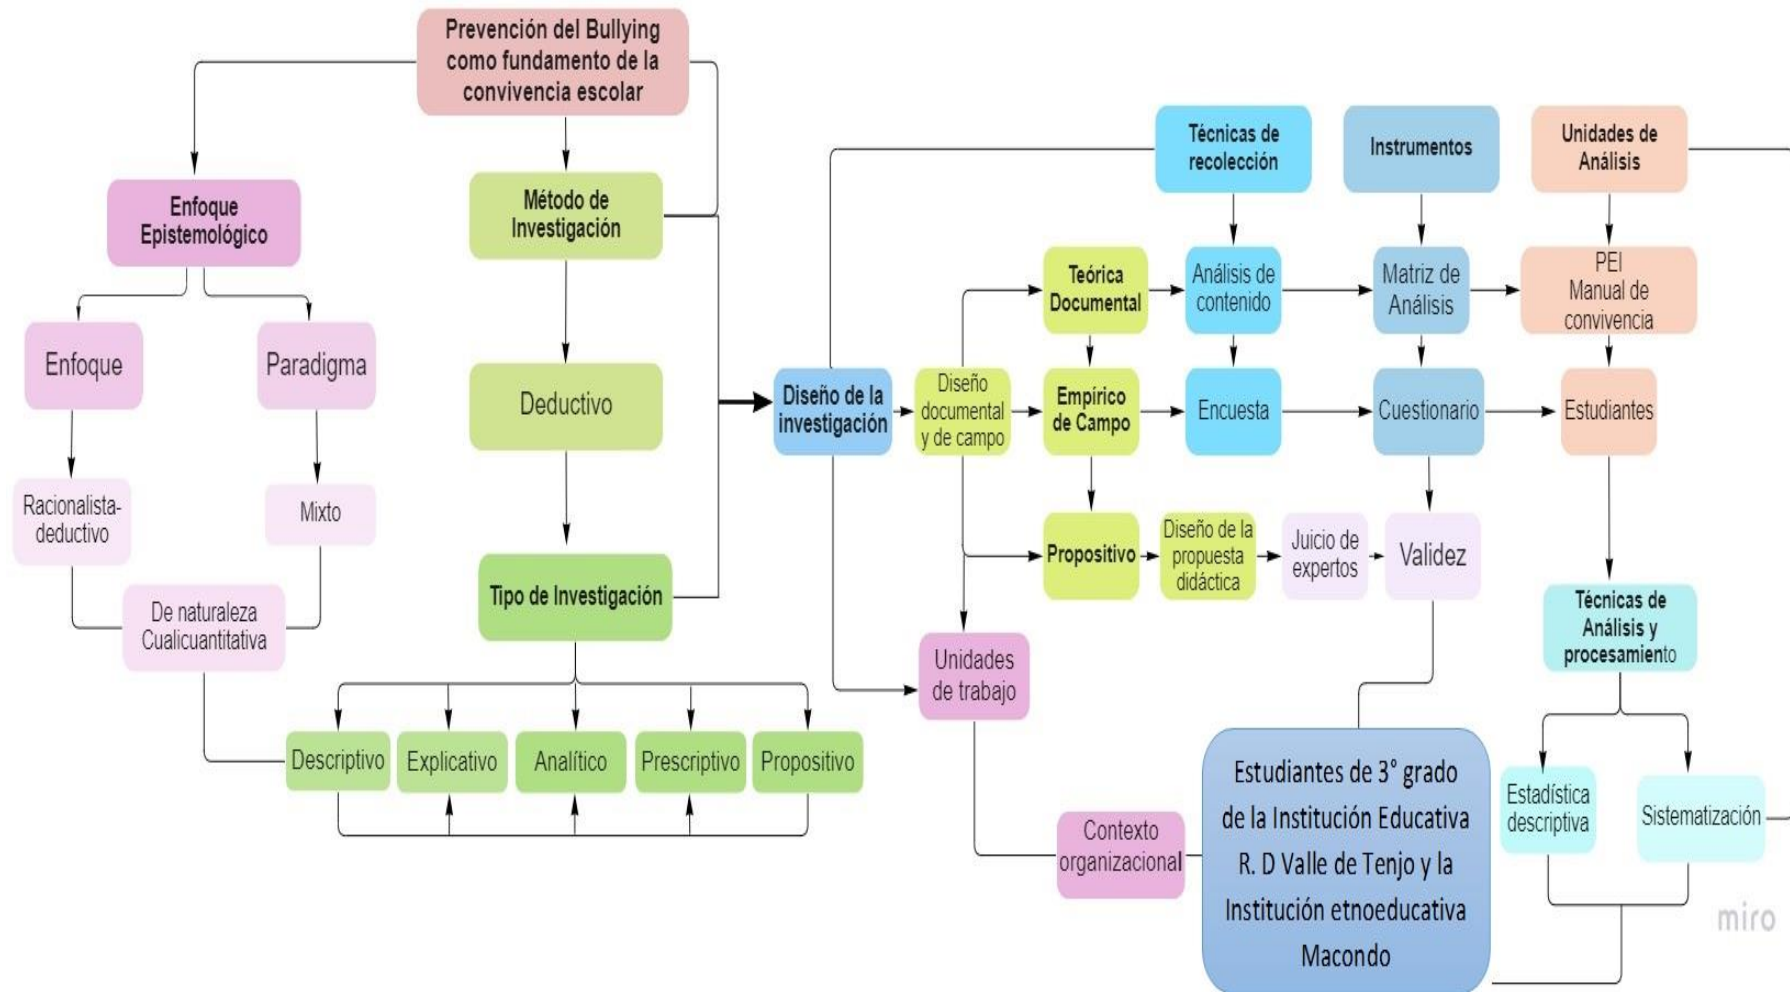 Prevención del Bullying
como fundamento de la
convivencia escolar
Enfoque
Epistemológico
Enfoque
Paradigma
Racionalista-
deductivo
Mixto
De naturaleza
Cualicuantitativa
Método de
Investigación
Deductivo
Tipo de Investigación
Descriptivo
Explicativo
Analítico
Prescriptivo
Propositivo
Diseño de la
investigación
Diseño
documental
y de campo
Técnicas de
recolección
Instrumentos
Unidades de
Análisis
Teórica
Documental
Análisis de
contenido
Matriz de
Análisis
PEI
Manual de
convivencia
Empírico
de Campo
Encuesta
Cuestionario
Estudiantes
Propositivo
Diseño de la
propuesta
didáctica
Juicio de
expertos
Validez
Unidades
de trabajo
Contexto
organizacional
Estudiantes de 3° grado
de la Institución Educativa
R. D Valle de Tenjo y la
Institución etnoeducativa
Macondo
Técnicas de
Análisis y
procesamiento
Estadística
descriptiva
Sistematización
miro